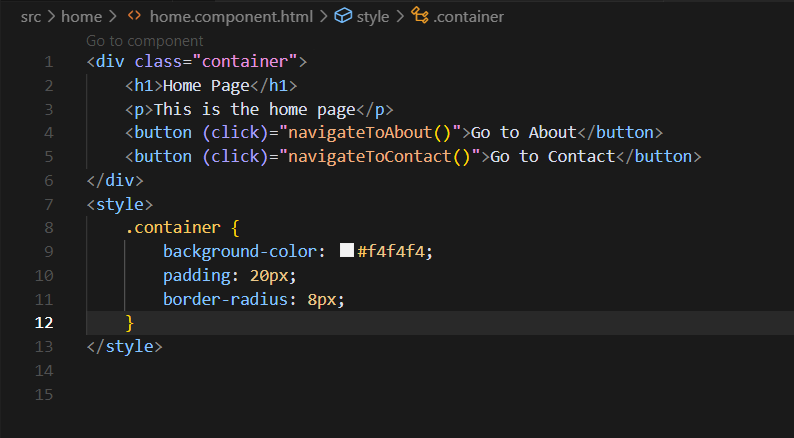 src > home > <> home.component.html > style > .container
Go to component
1 <div class="container">
2     <h1>Home Page</h1>
3     <p>This is the home page</p>
4     <button (click)="navigateToAbout()">Go to About</button>
5     <button (click)="navigateToContact()">Go to Contact</button>
6 </div>
7 <style>
8     .container {
9         background-color: #f4f4f4;
10         padding: 20px;
11         border-radius: 8px;
12     }
13 </style>
14
15